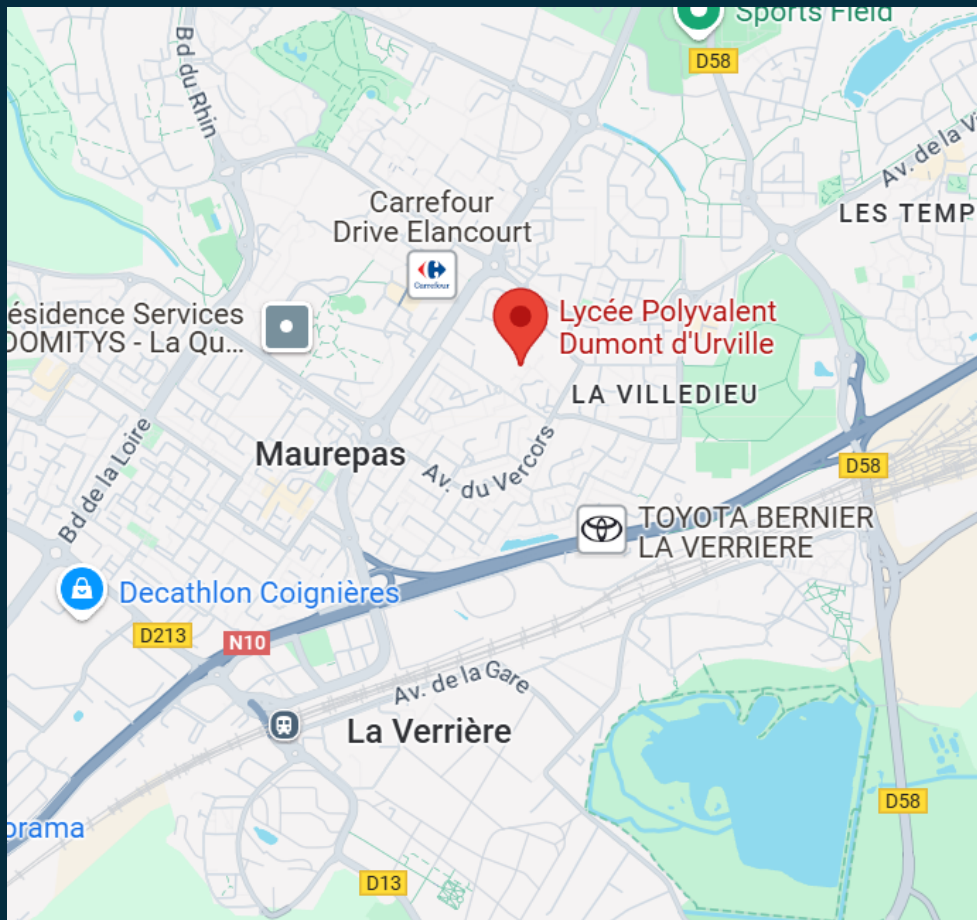 Sports Field
D58
Bd du Rhin
Av. de la Vi
Carrefour
Drive Elancourt
Carrefour
LES TEMP
ésidence Services
DOMITYS - La Qu...
Lycée Polyvalent
Dumont d'Urville
LA VILLEDIEU
Bd de la Loire
Maurepas
Av. du Vercors
D58
TOYOTA BERNIER
LA VERRIERE
Decathlon Coignières
D213
N10
Av. de la Gare
La Verrière
D58
orama
D13